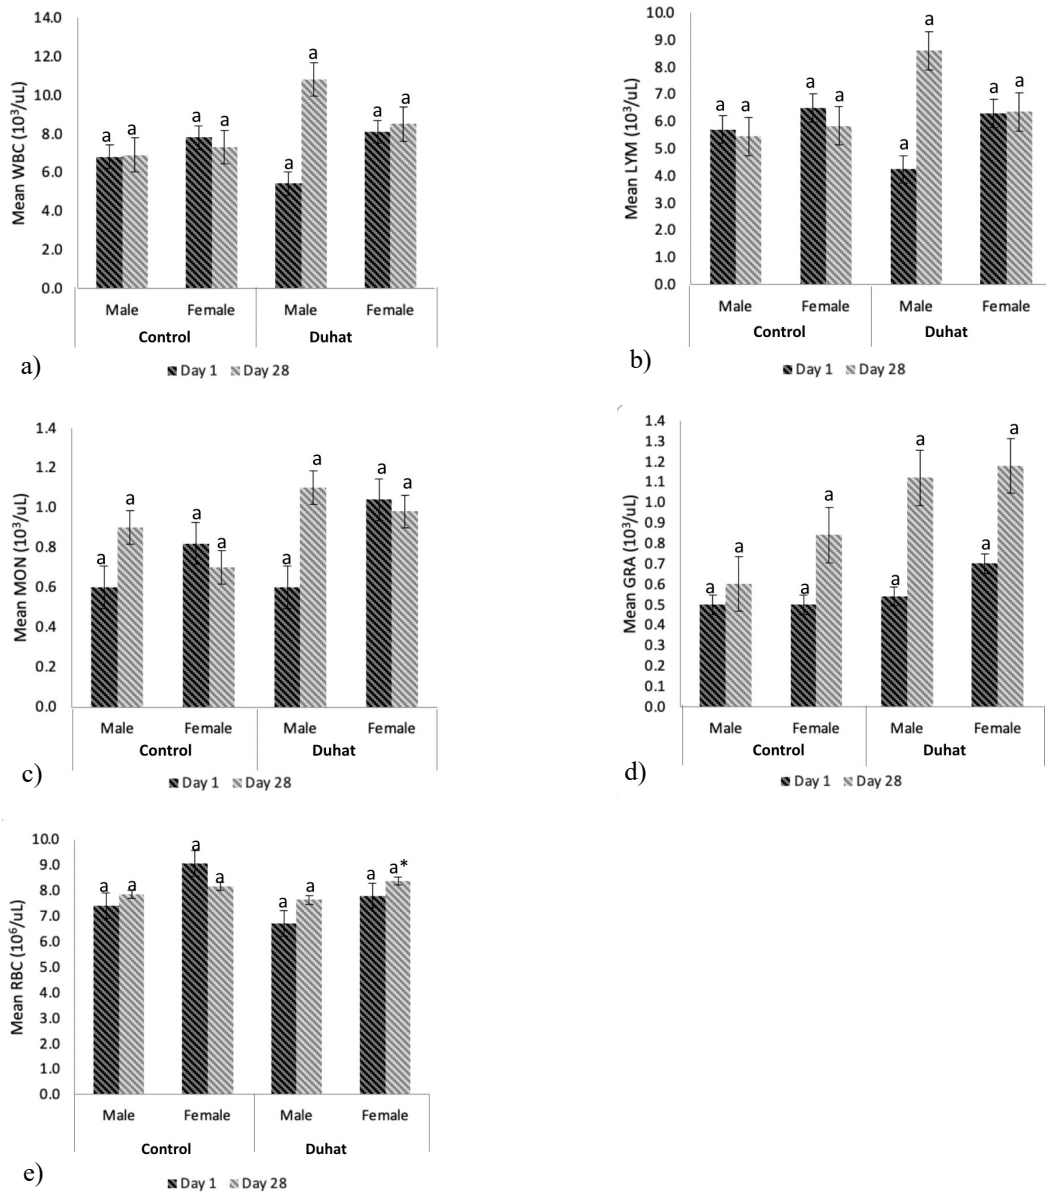 Mean WBC (10³/uL)
14.0
12.0
10.0
8.0
6.0
4.0
2.0
0.0
a a a a a a a a
Male Female Male Female
Control Duhat
Day 1 Day 28
a)
Mean LYM (10³/uL)
10.0
9.0
8.0
7.0
6.0
5.0
4.0
3.0
2.0
1.0
0.0
a a a a a a a a
Male Female Male Female
Control Duhat
Day 1 Day 28
b)
Mean MON (10³/uL)
1.4
1.2
1.0
0.8
0.6
0.4
0.2
0.0
a a a a a a a a
Male Female Male Female
Control Duhat
Day 1 Day 28
c)
Mean GRA (10³/uL)
1.4
1.3
1.2
1.1
1.0
0.9
0.8
0.7
0.6
0.5
0.4
0.3
0.2
0.1
0.0
a a a a a a a a
Male Female Male Female
Control Duhat
Day 1 Day 28
d)
Mean RBC (10⁶/uL)
10.0
9.0
8.0
7.0
6.0
5.0
4.0
3.0
2.0
1.0
0.0
a a a a a a a a*
Male Female Male Female
Control Duhat
Day 1 Day 28
e)